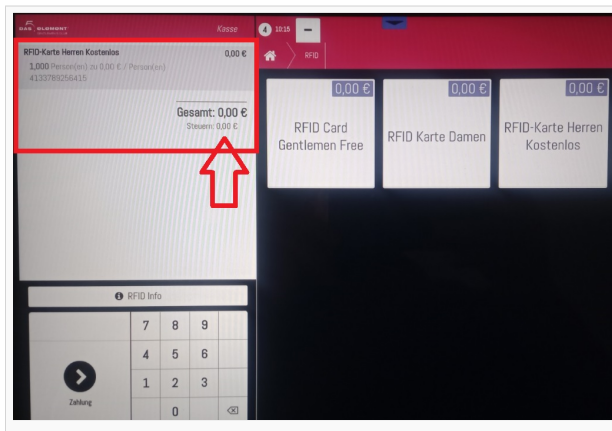 DAS ELEMENT
Kasse
RFID-Karte Herren Kostenlos 0,00 €
1,000 Person(en) zu 0,00 € / Person(en)
4133789256415
Gesamt: 0,00 €
Steuern: 0,00 €
RFID Info
7 8 9
4 5 6
1 2 3
0
Zahlung
4 10:15
RFID
0,00 €
RFID Card
Gentlemen Free
0,00 €
RFID Karte Damen
0,00 €
RFID-Karte Herren
Kostenlos